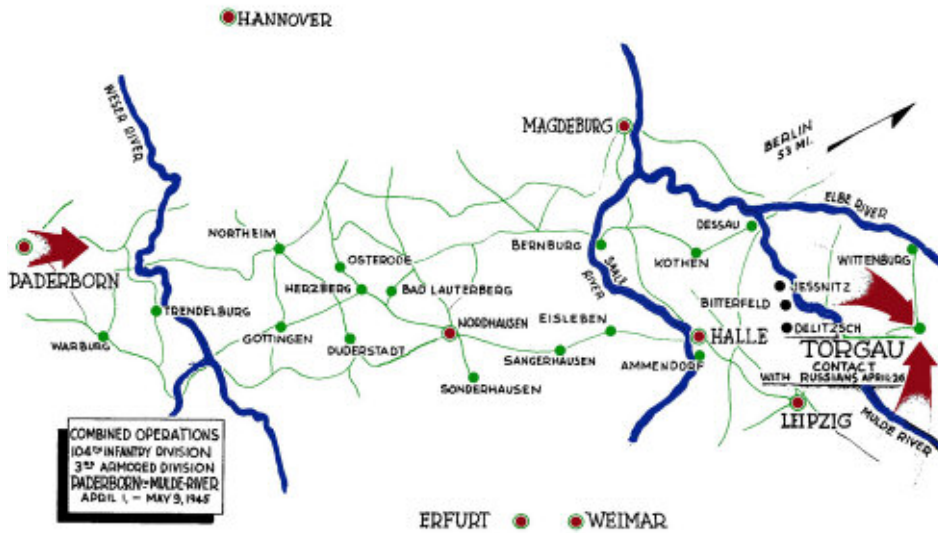 HANNOVER
WESER RIVER
MAGDEBURG
BERLIN
53 MI.
ELBE RIVER
NORTHEIM
DESSAU
BERNBURG
SAALE
RIVER
KOTHEN
WITTENBURG
PADERBORN
OSTERODE
HERZBERG
BAD LAUTERBERG
JESSNITZ
BITTERFELD
DELITZSCH
TRENDELBURG
WARBURG
GOTTINGEN
DUDERSTADT
NORDHAUSEN
EISLEBEN
SANGERHAUSEN
SONDERHAUSEN
HALLE
AMMENDORF
TORGAU
CONTACT
WITH RUSSIANS APRIL 26
LEIPZIG
MULDE RIVER
COMBINED OPERATIONS
104TH INFANTRY DIVISION
3RD ARMORED DIVISION
PADERBORN TO MULDE RIVER
APRIL 1, - MAY 9, 1945
ERFURT
WEIMAR